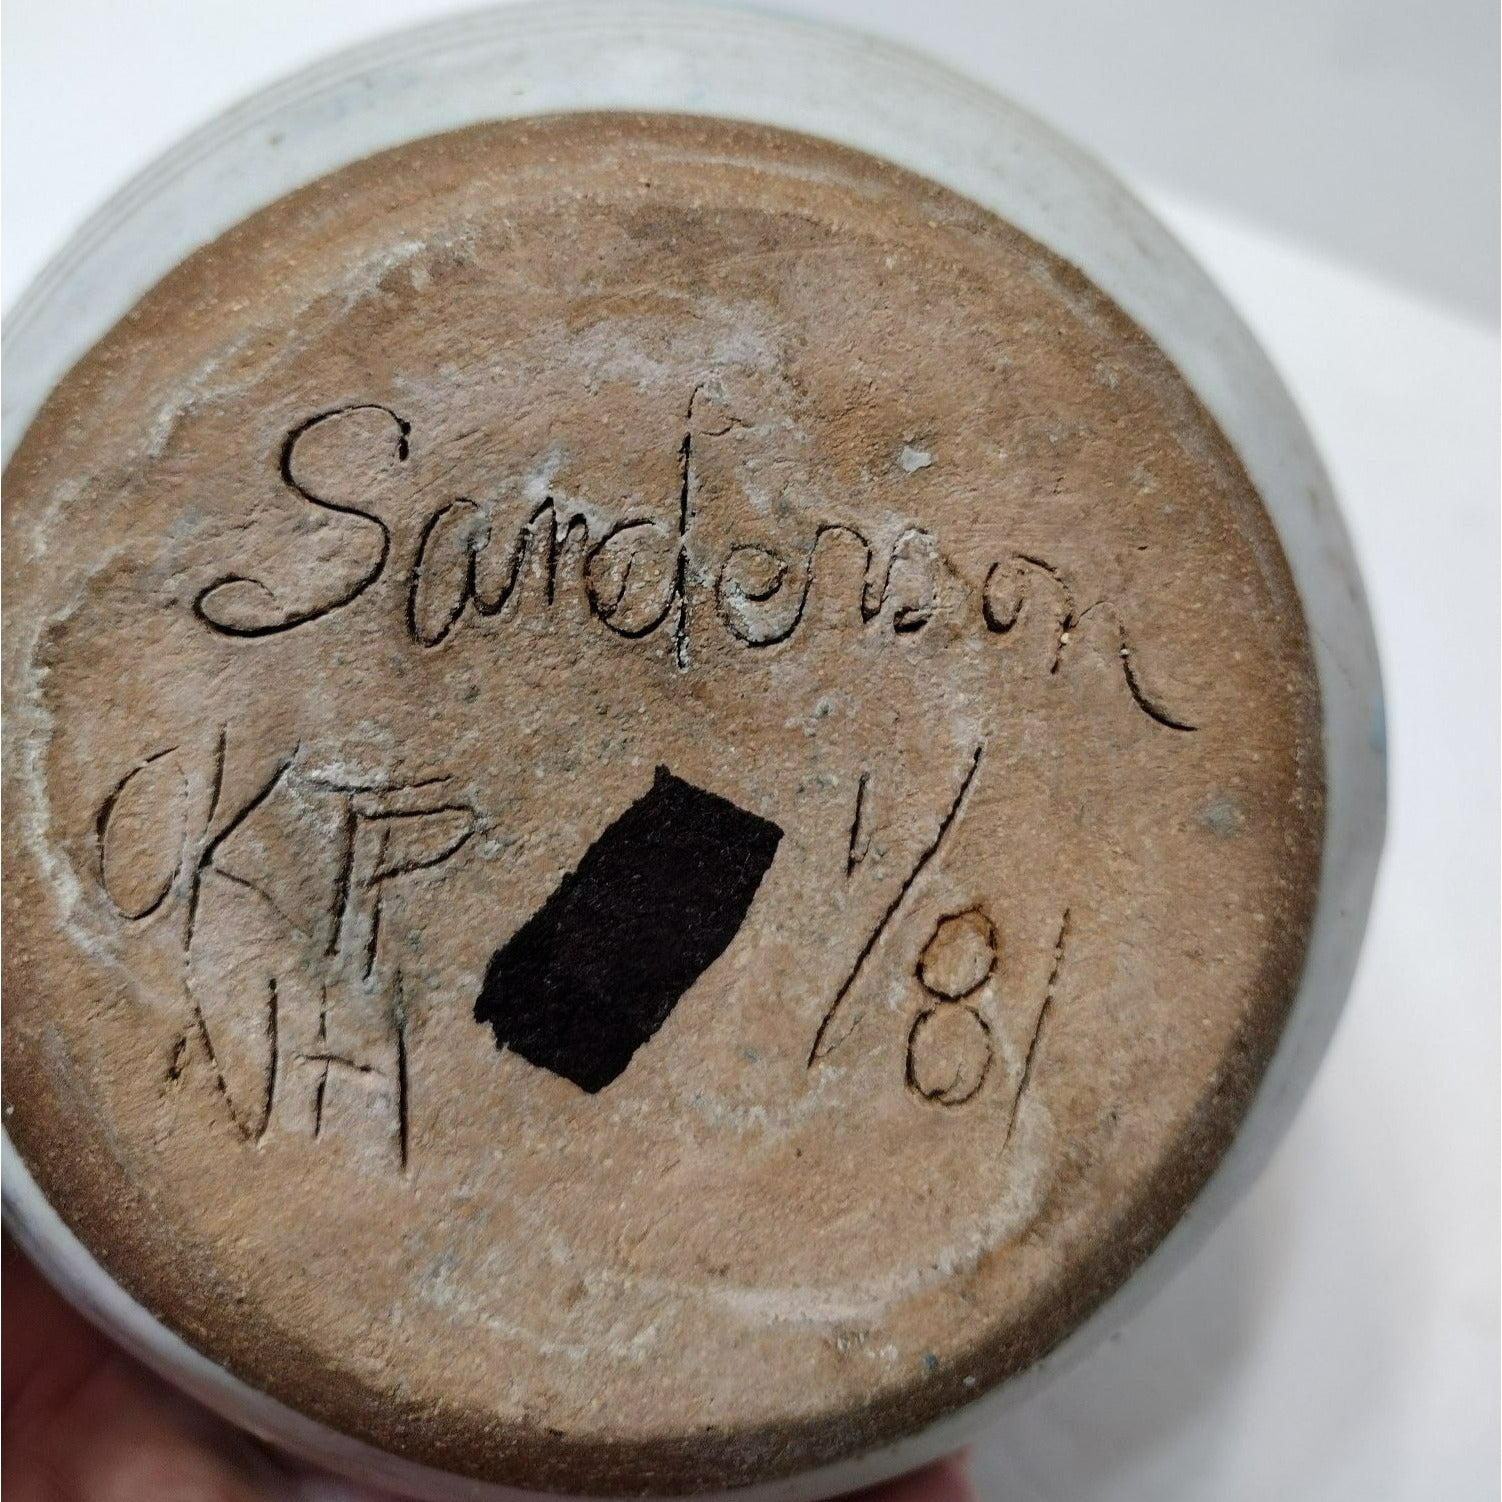 Sanderson
CKTP 1/81
NH